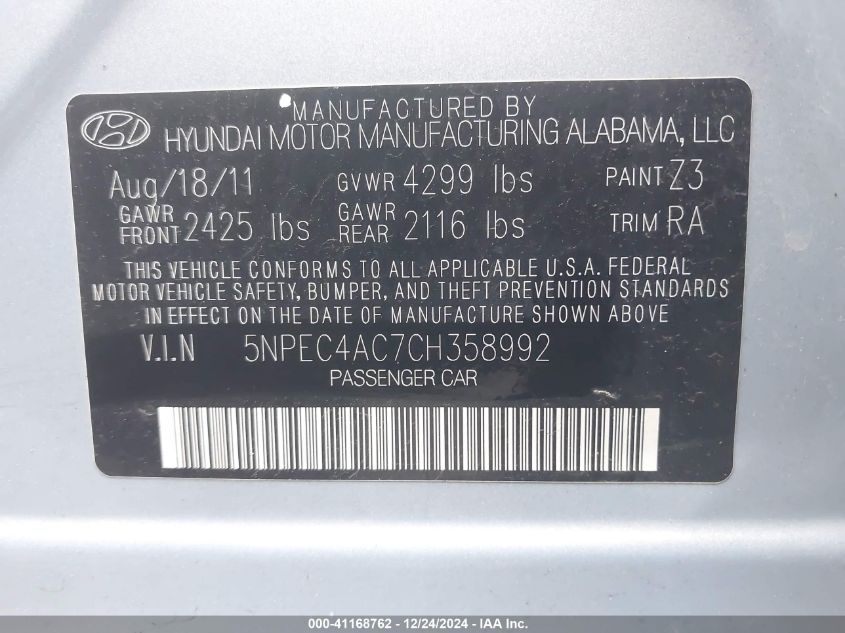 MANUFACTURED BY
HYUNDAI MOTOR MANUFACTURING ALABAMA, LLC
Aug/18/11 GVWR 4299 lbs PAINT Z3
GAWR FRONT 2425 lbs GAWR REAR 2116 lbs TRIM RA
THIS VEHICLE CONFORMS TO ALL APPLICABLE U.S.A. FEDERAL
MOTOR VEHICLE SAFETY, BUMPER, AND THEFT PREVENTION STANDARDS
IN EFFECT ON THE DATE OF MANUFACTURE SHOWN ABOVE
V.I.N 5NPEC4AC7CH358992
PASSENGER CAR
000-41168762 - 12/24/2024 - IAA Inc.